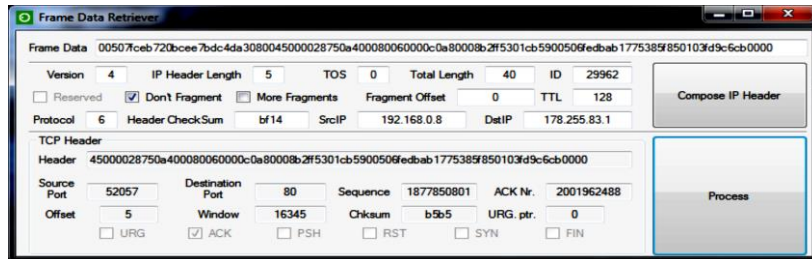 Frame Data Retriever
Frame Data 00507fceb720bcee7bdc4da3080045000028750a400080060000c0a80008b2ff5301cb5900506fedbab1775385f850103fd9c6cb0000
Version 4 IP Header Length 5 TOS 0 Total Length 40 ID 29962
Reserved Don't Fragment More Fragments Fragment Offset 0 TTL 128
Compose IP Header
Protocol 6 Header CheckSum bf14 SrcIP 192.168.0.8 DstIP 178.255.83.1
TCP Header
Header 45000028750a400080060000c0a80008b2ff5301cb5900506fedbab1775385f850103fd9c6cb0000
Source Port 52057 Destination Port 80 Sequence 1877850801 ACK Nr. 2001962488
Process
Offset 5 Window 16345 Chksum b5b5 URG. ptr. 0
URG ACK PSH RST SYN FIN